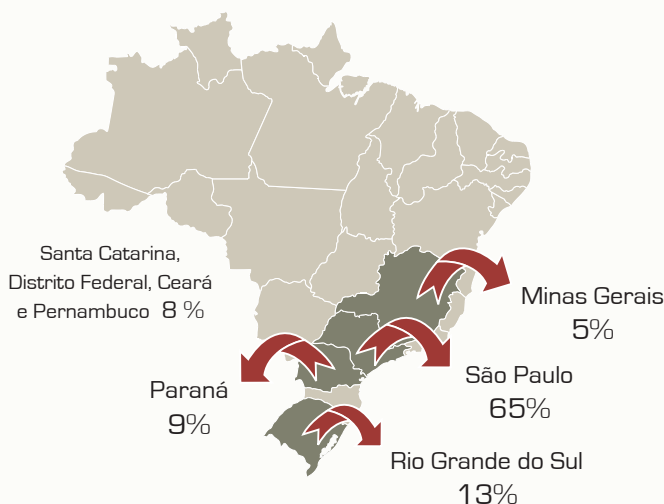 Santa Catarina,
Distrito Federal, Ceará
e Pernambuco 8 %
Minas Gerais
5%
São Paulo
65%
Paraná
9%
Rio Grande do Sul
13%